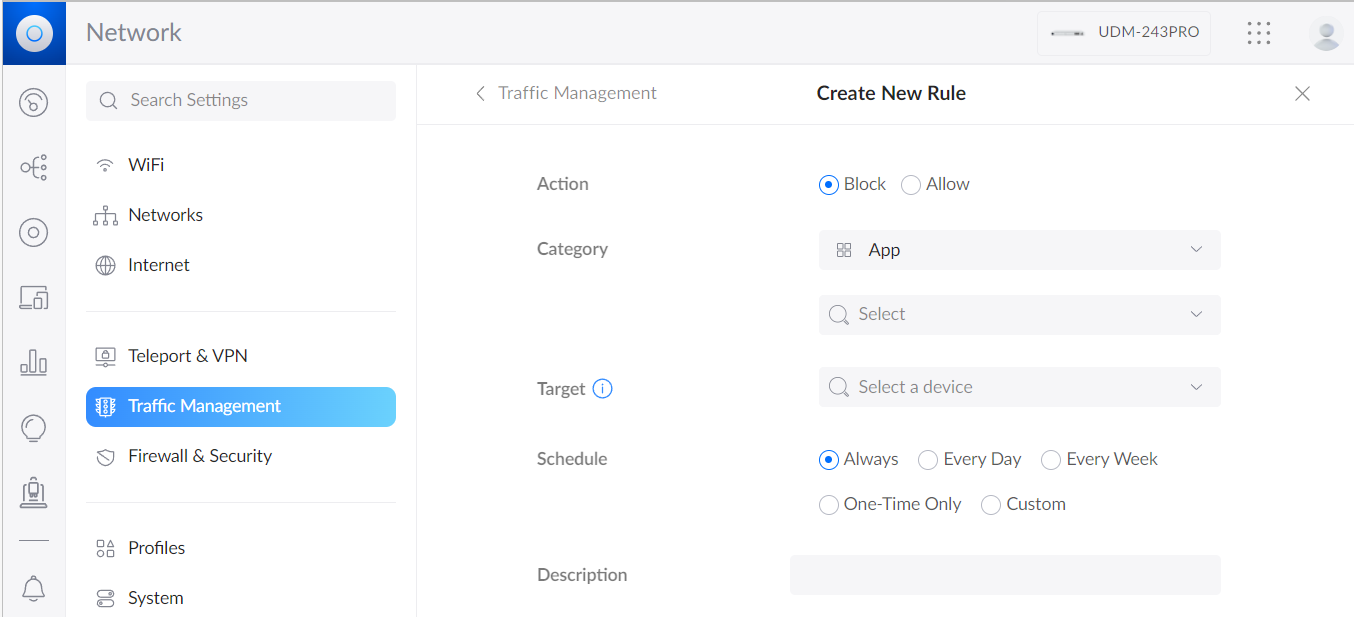 Network
UDM-243PRO
Search Settings
WiFi
Networks
Internet
Teleport & VPN
Traffic Management
Firewall & Security
Profiles
System
Traffic Management
Create New Rule
Action
Block
Allow
Category
App
Select
Target
Select a device
Schedule
Always
Every Day
Every Week
One-Time Only
Custom
Description